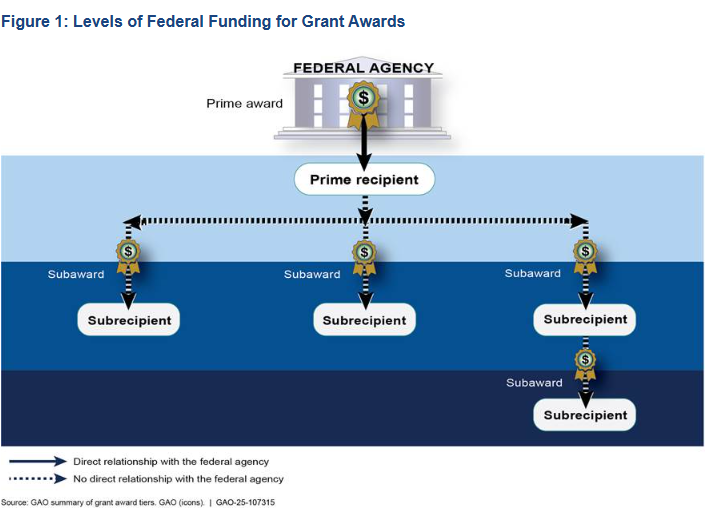 Figure 1: Levels of Federal Funding for Grant Awards
FEDERAL AGENCY
$
Prime award
Prime recipient
$ $ $
Subaward Subaward Subaward
Subrecipient Subrecipient Subrecipient
$
Subaward
Subrecipient
Direct relationship with the federal agency
No direct relationship with the federal agency
Source: GAO summary of grant award tiers. GAO (icons). | GAO-25-107315